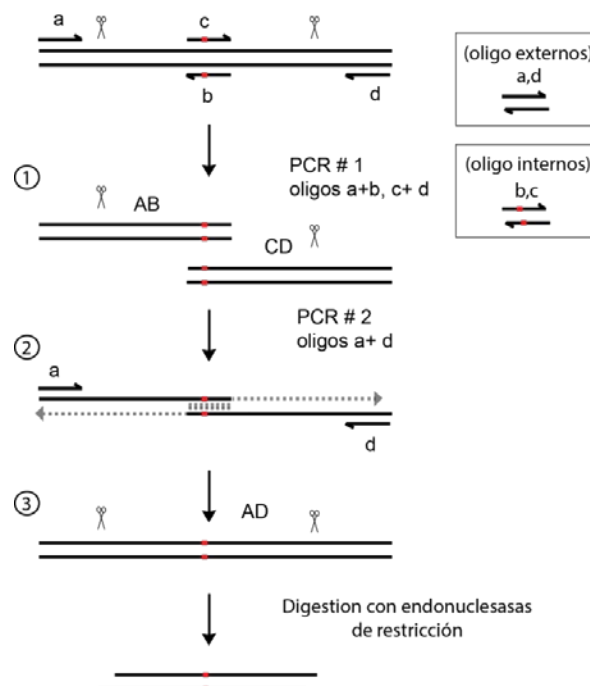 a
c
b
d
(oligo externos)
a,d
(oligo internos)
b,c
PCR # 1
oligos a+b, c+ d
1
AB
CD
PCR # 2
oligos a+ d
2
a
d
3
AD
Digestion con endonuclesasas
de restricción